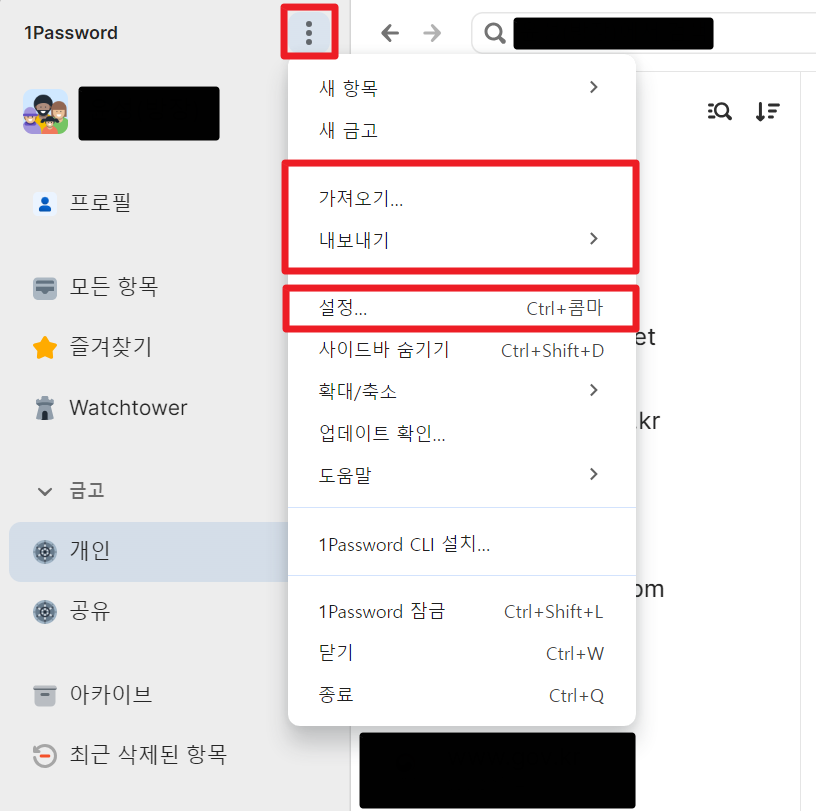 1Password
프로필
모든 항목
즐겨찾기
Watchtower
금고
개인
공유
아카이브
최근 삭제된 항목
새 항목
새 금고
가져오기...
내보내기
설정... Ctrl+콤마
사이드바 숨기기 Ctrl+Shift+D
확대/축소
업데이트 확인...
도움말
1Password CLI 설치...
1Password 잠금 Ctrl+Shift+L
닫기 Ctrl+W
종료 Ctrl+Q
et
.kr
om